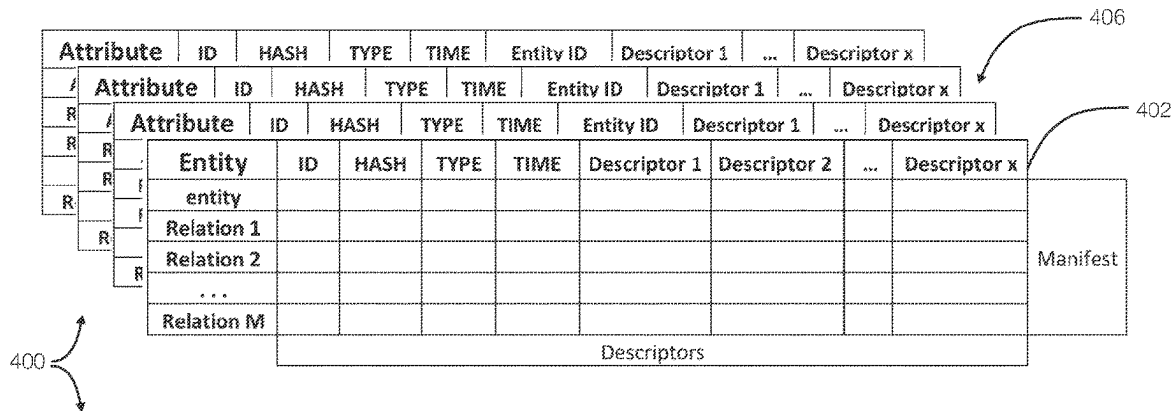 406
Attribute ID HASH TYPE TIME Entity ID Descriptor 1 ... Descriptor x
Attribute ID HASH TYPE TIME Entity ID Descriptor 1 ... Descriptor x
Attribute ID HASH TYPE TIME Entity ID Descriptor 1 ... Descriptor x
402
Entity ID HASH TYPE TIME Descriptor 1 Descriptor 2 ... Descriptor x
entity
Relation 1
Relation 2
...
Relation M
Manifest
Descriptors
400